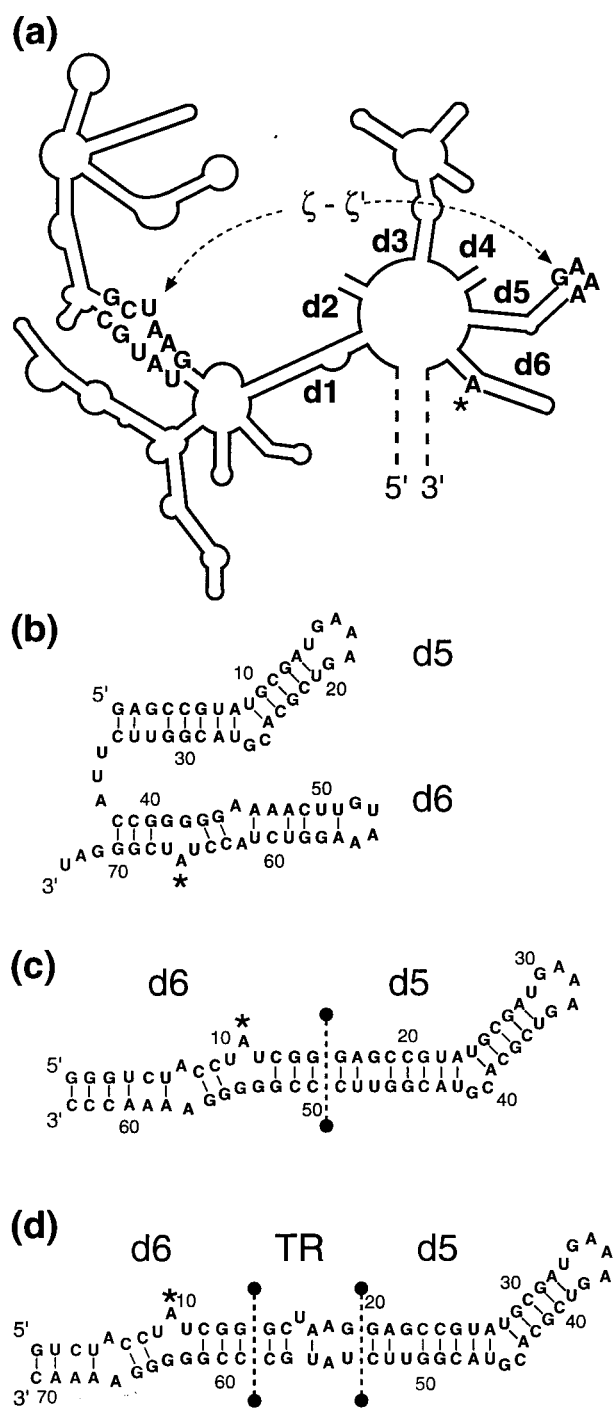 (a)
ζ - ζ'
d3
d4
d2
d5
G A A A
G C U A A G
C G U A U
d1
d6
A
*
5' 3'
(b)
d5
5'
10
20
G A G C C G U A U G C G A U G A A A
C U U G G C A U G C A C G C U G
30
U
U
A
d6
40
50
C C G G G G G A A A A C U U G U
U A G G G C U A U C C A U C U G G A A A
3'
70
*
60
(c)
d6
d5
10
*
20
30
5' G G G U C U A C C U A U C G G G A G C C G U A U G C G A U G A A A
3' C C C A A A A G G G G G C C C U U G G C A U G C A C G C U G
60
50
40
(d)
d6
TR
d5
*
10
20
30
5' G U C U A C C U A U C G G G C U A A G G A G C C G U A U G C G A U G A A A
3' C A A A A G G G G G C C C G U A U C U U G G C A U G C A C G C U G
70
60
50
40